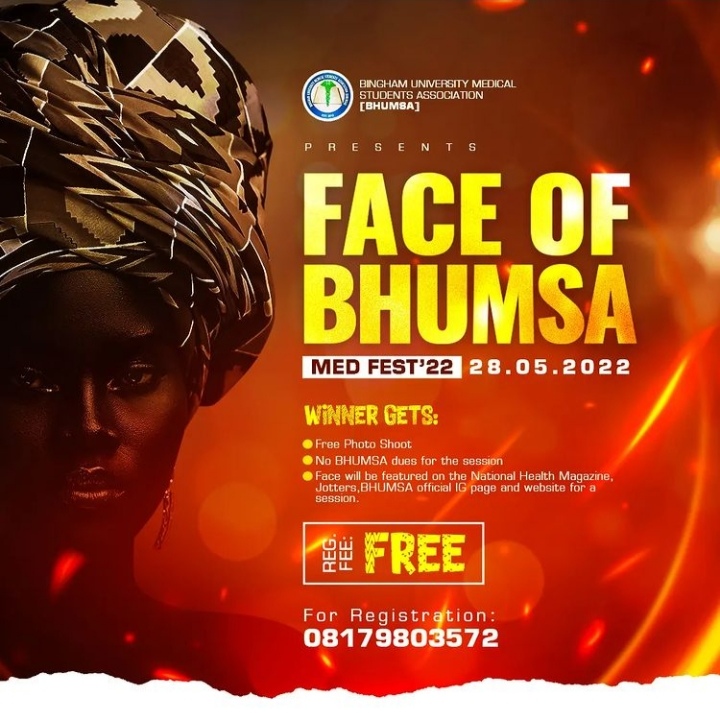 BINGHAM UNIVERSITY MEDICAL
STUDENTS ASSOCIATION
[BHUMSA]
PRESENTS
FACE OF
BHUMSA
MED FEST'22 28.05.2022
WINNER GETS:
Free Photo Shoot
No BHUMSA dues for the session
Face will be featured on the National Health Magazine,
Jotters,BHUMSA official IG page and website for a
session.
REG.
FEE:
FREE
For Registration:
08179803572